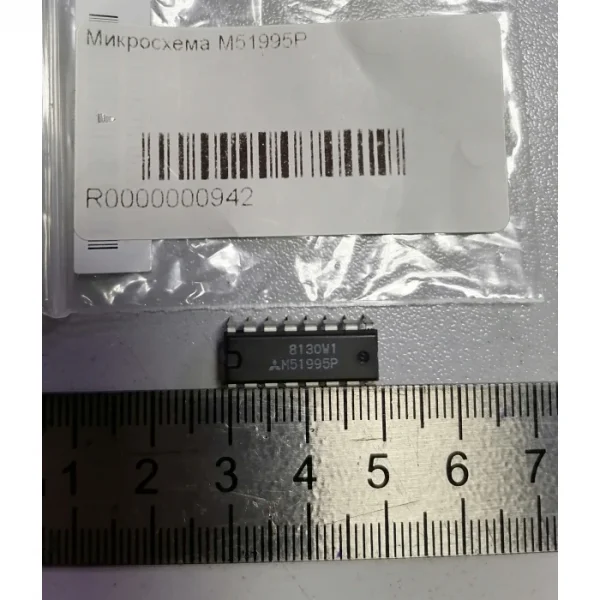 Микросхема M51995P
R0000000942
8130W1
M51995P
1 2 3 4 5 6 7